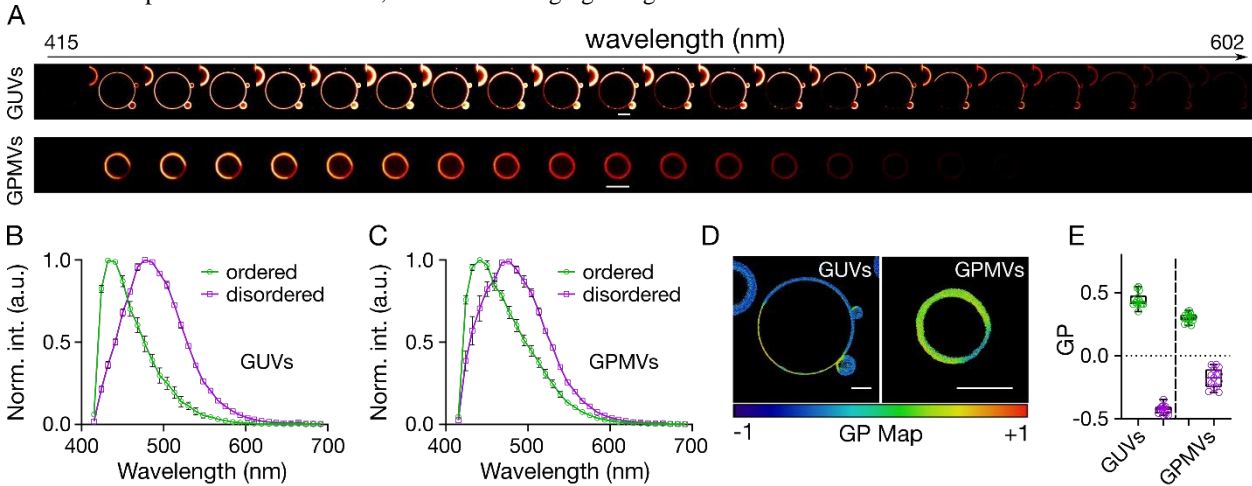 A
415
wavelength (nm)
602
GUVs
GPMVs
B
Norm. int. (a.u.)
1.0
0.5
0.0
400
500
600
700
Wavelength (nm)
ordered
disordered
GUVs
C
Norm. int. (a.u.)
1.0
0.5
0.0
400
500
600
700
Wavelength (nm)
ordered
disordered
GPMVs
D
GUVs
GPMVs
-1
GP Map
+1
E
GP
0.5
0.0
-0.5
GUVs
GPMVs